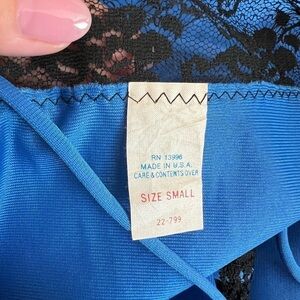 RN 13996
MADE IN U.S.A.
CARE & CONTENTS OVER
SIZE SMALL
22-799